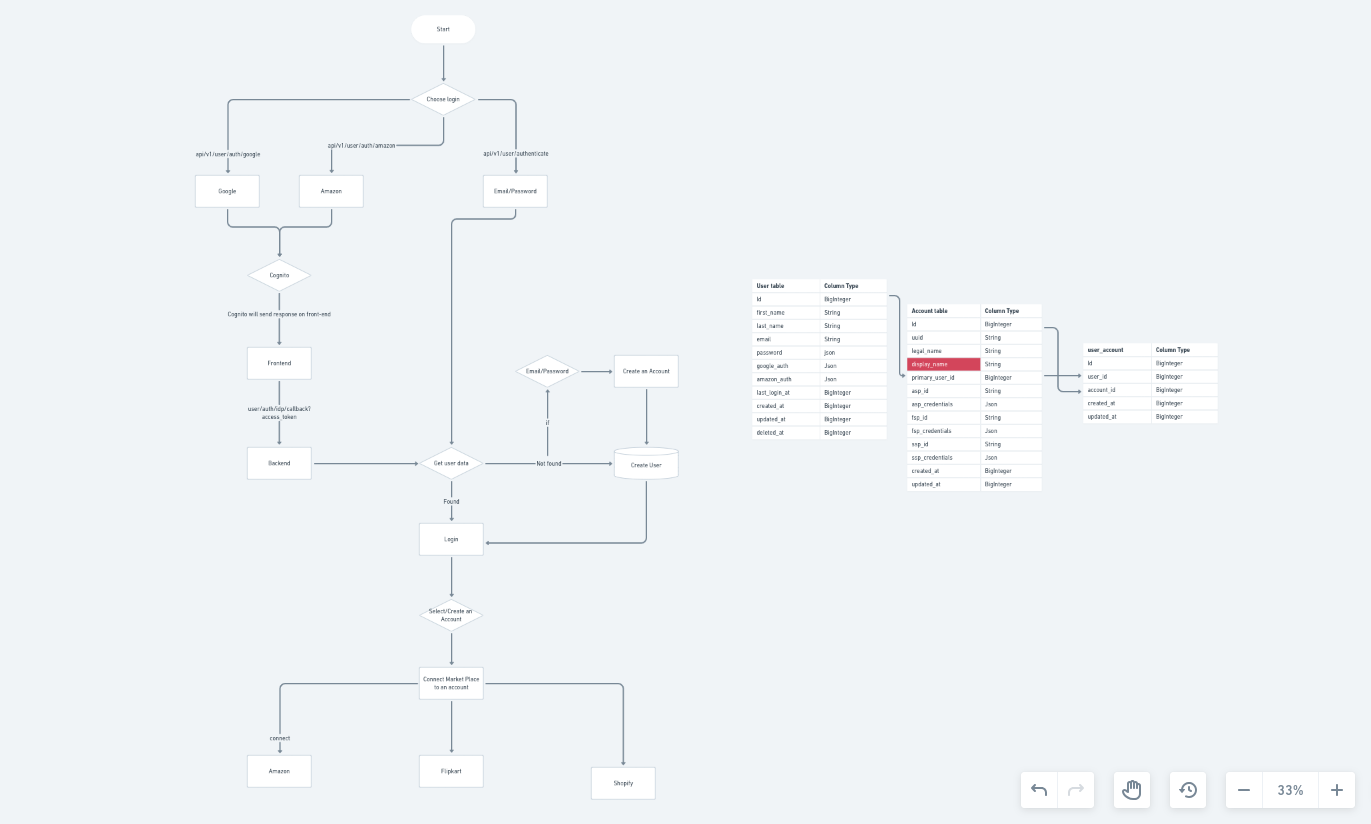 Start
Choose login
api/v1/user/auth/google
api/v1/user/auth/amazon
api/v1/user/authenticate
Google
Amazon
Email/Password
Cognito
Cognito will send response on front-end
Frontend
user/auth/idp/callback?
access_token
Backend
Get user data
Not found
if
Email/Password
Create an Account
Create User
Found
Login
Select/Create an
Account
Connect Market Place
to an account
connect
Amazon
Flipkart
Shopify
User table Column Type
Id BigInteger
first_name String
last_name String
email String
password json
google_auth Json
amazon_auth Json
last_login_at BigInteger
created_at BigInteger
updated_at BigInteger
deleted_at BigInteger
Account table Column Type
Id BigInteger
uuid String
legal_name String
display_name String
primary_user_id BigInteger
asp_id String
asp_credentials Json
fsp_id String
fsp_credentials Json
ssp_id String
ssp_credentials Json
created_at BigInteger
updated_at BigInteger
user_account Column Type
Id BigInteger
user_id BigInteger
account_id BigInteger
created_at BigInteger
updated_at BigInteger
33%